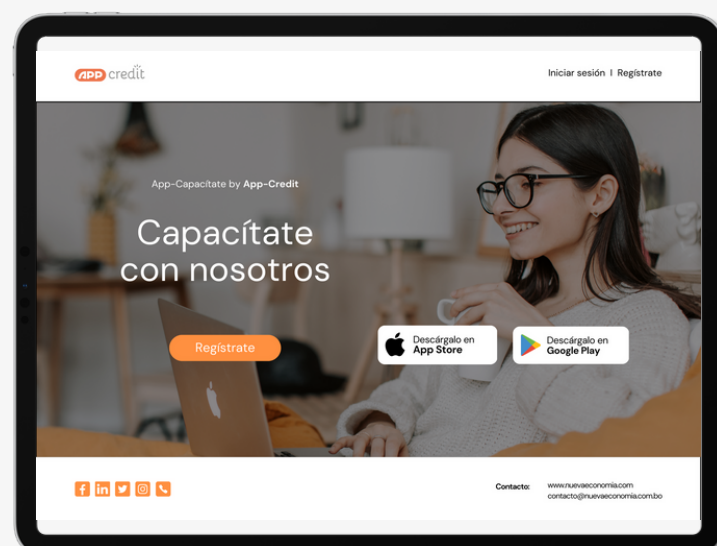 APP credit
Iniciar sesión | Regístrate
App-Capacítate by App-Credit
Capacítate
con nosotros
Regístrate
Descárgalo en
App Store
Descárgalo en
Google Play
Contacto:
www.nuevaeconomia.com
contacto@nuevaeconomia.com.bo